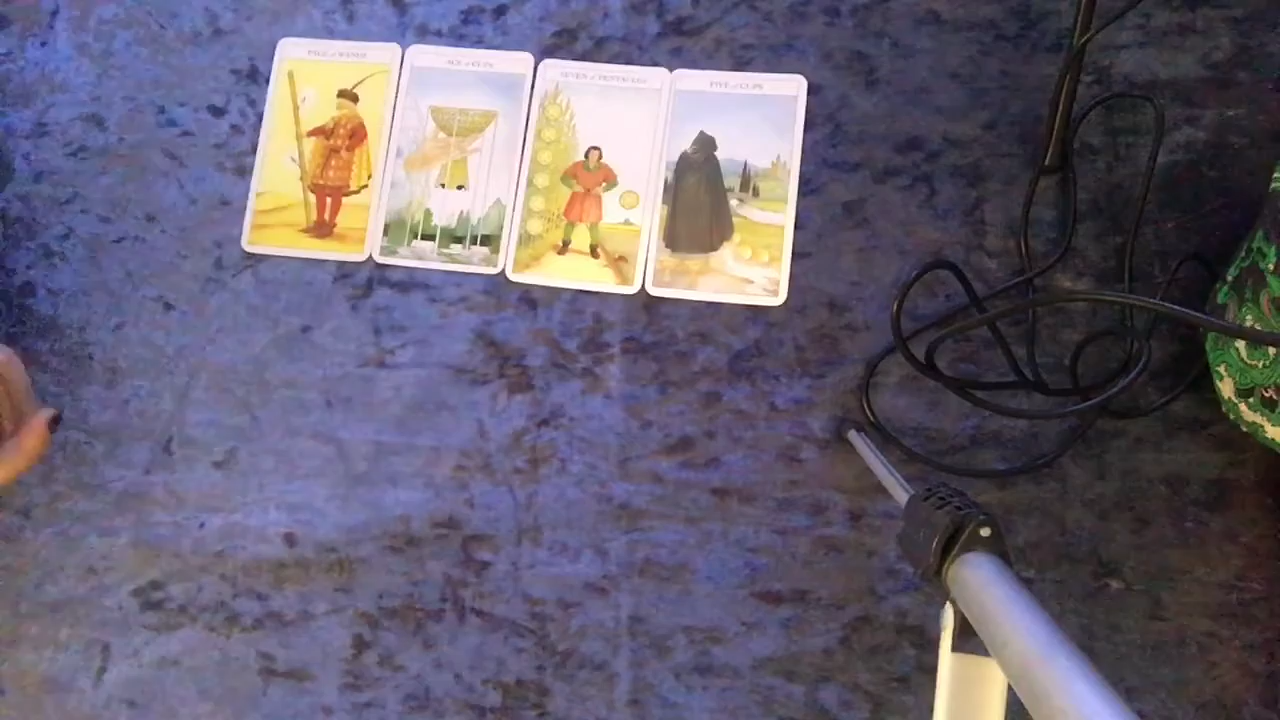 PAGE of WANDS
ACE of CUPS
SEVEN of PENTACLES
FIVE of CUPS